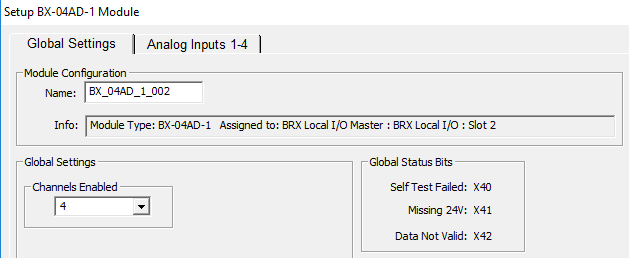 Setup BX-04AD-1 Module
Global Settings
Analog Inputs 1-4
Module Configuration
Name: BX_04AD_1_002
Info: Module Type: BX-04AD-1 Assigned to: BRX Local I/O Master : BRX Local I/O : Slot 2
Global Settings
Channels Enabled
4
Global Status Bits
Self Test Failed: X40
Missing 24V: X41
Data Not Valid: X42